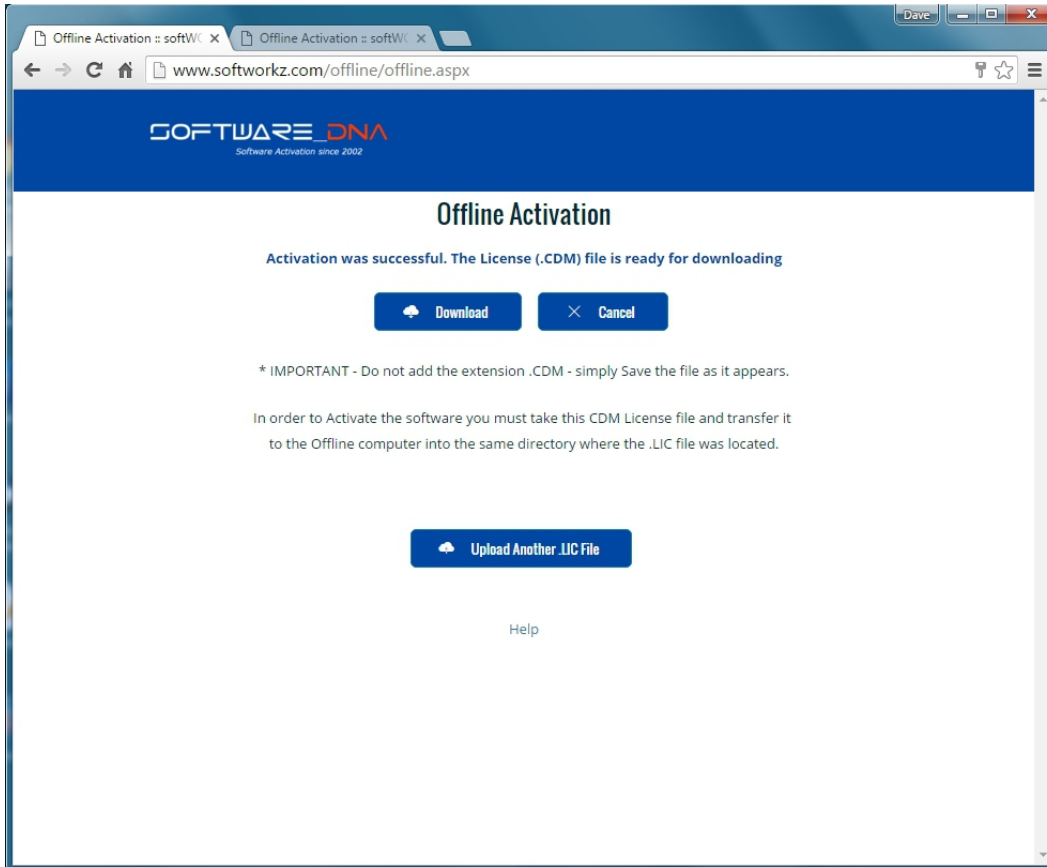 Dave
Offline Activation :: softW
Offline Activation :: softW
www.softworkz.com/offline/offline.aspx
SOFTWARE_DNA
Software Activation since 2002
Offline Activation
Activation was successful. The License (.CDM) file is ready for downloading
Download
Cancel
* IMPORTANT - Do not add the extension .CDM - simply Save the file as it appears.
In order to Activate the software you must take this CDM License file and transfer it
to the Offline computer into the same directory where the .LIC file was located.
Upload Another .LIC File
Help